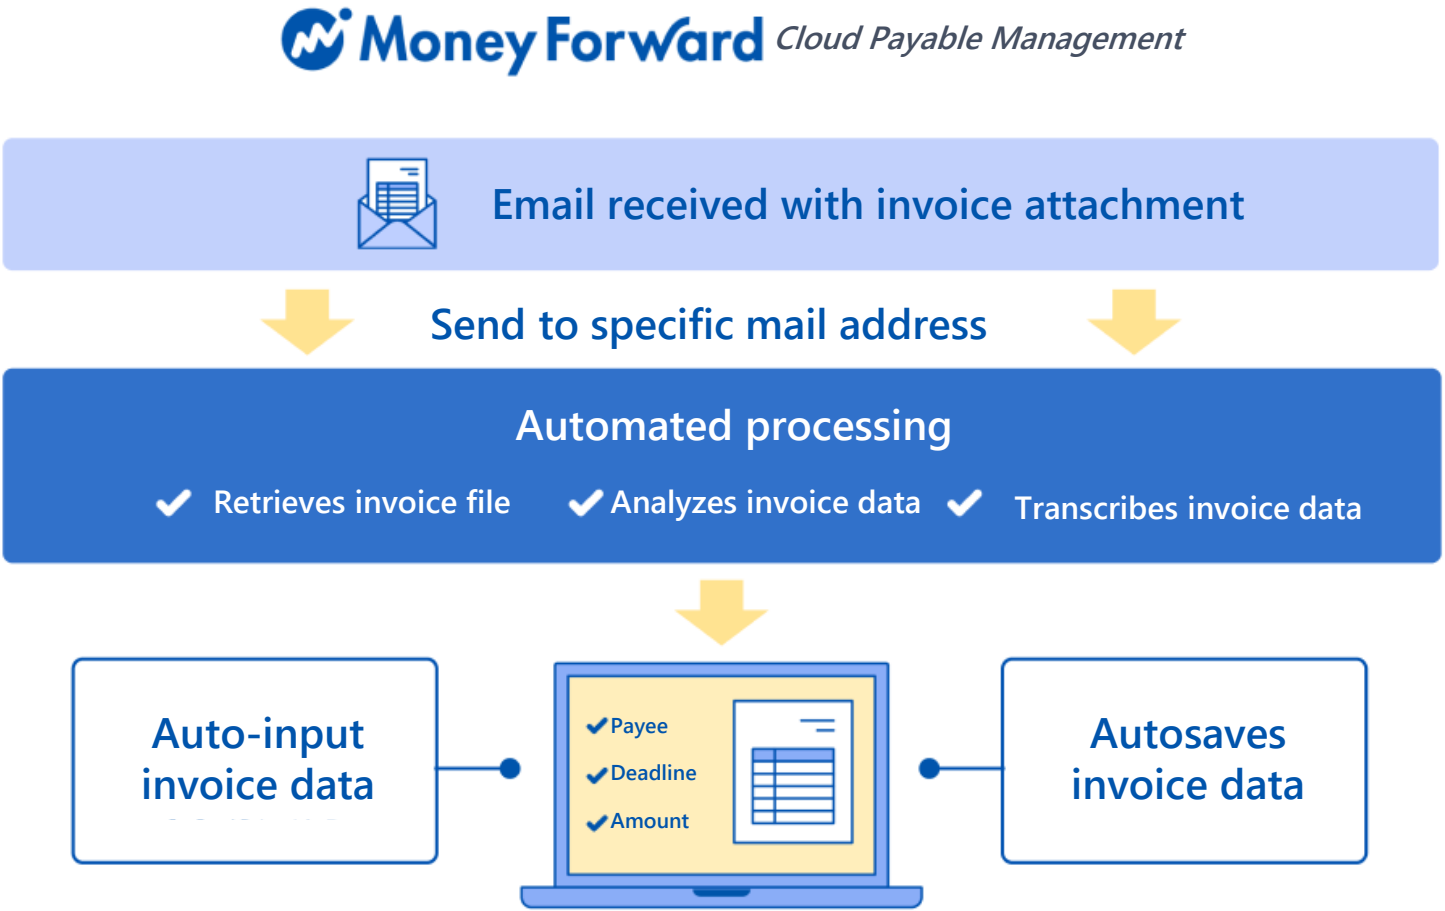 Money Forward Cloud Payable Management
Email received with invoice attachment
Send to specific mail address
Automated processing
Retrieves invoice file
Analyzes invoice data
Transcribes invoice data
Auto-input
invoice data
Payee
Deadline
Amount
Autosaves
invoice data